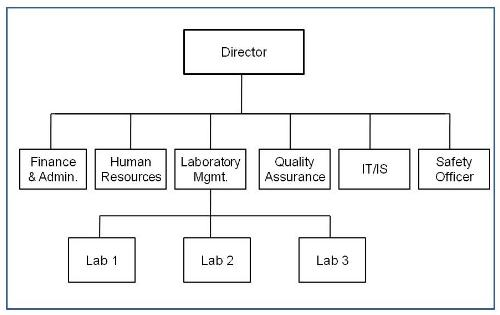 Director
Finance
& Admin.
Human
Resources
Laboratory
Mgmt.
Quality
Assurance
IT/IS
Safety
Officer
Lab 1
Lab 2
Lab 3